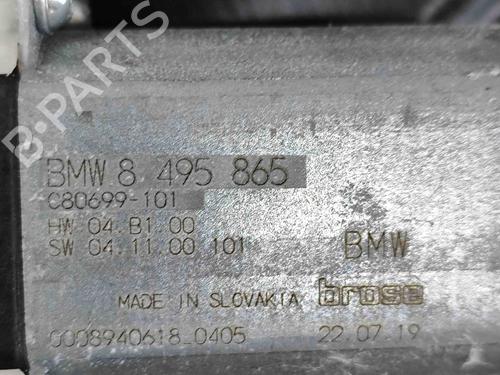 BMW 8 495 865
C80699-101
HW 04.B1.00
SW 04.11.00 101
BMW
MADE IN SLOVAKIA brose
0008940618_0405 22.07.19
B-PARTS